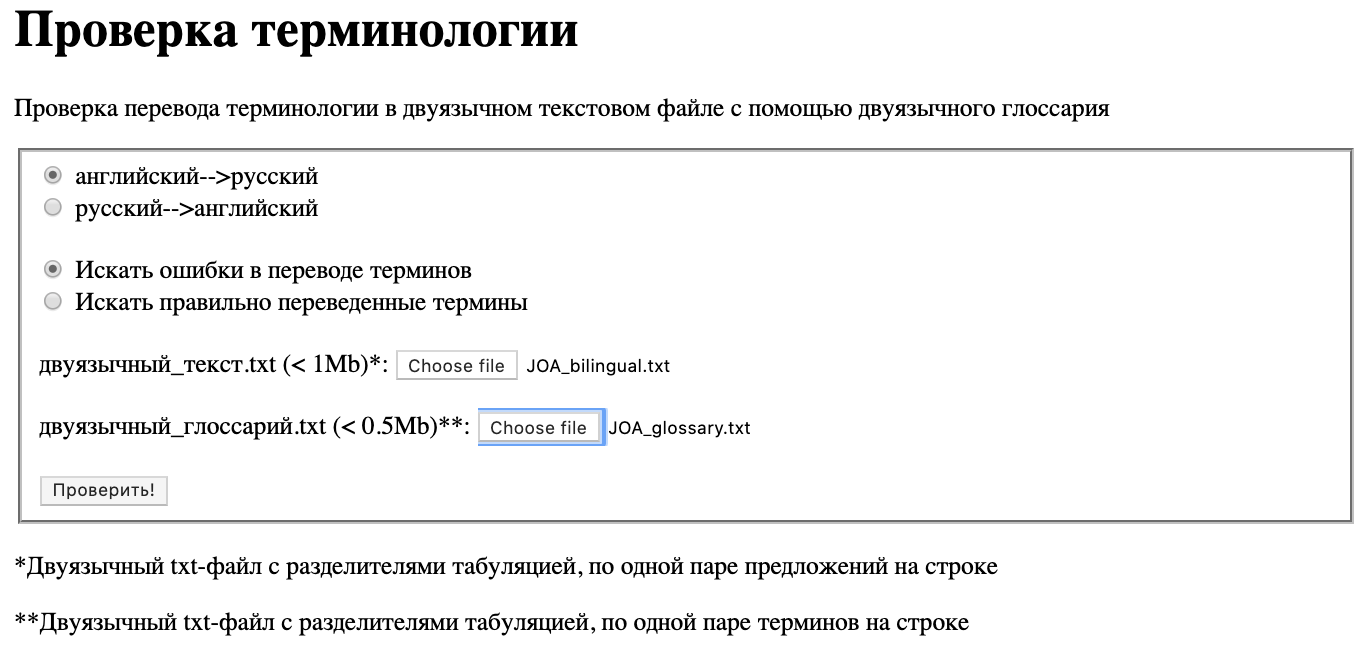 Проверка терминологии
Проверка перевода терминологии в двуязычном текстовом файле с помощью двуязычного глоссария
английский-->русский
русский-->английский
Искать ошибки в переводе терминов
Искать правильно переведенные термины
двуязычный_текст.txt (< 1Mb)*: Choose file JOA_bilingual.txt
двуязычный_глоссарий.txt (< 0.5Mb)**: Choose file JOA_glossary.txt
Проверить!
*Двуязычный txt-файл с разделителями табуляцией, по одной паре предложений на строке
**Двуязычный txt-файл с разделителями табуляцией, по одной паре терминов на строке